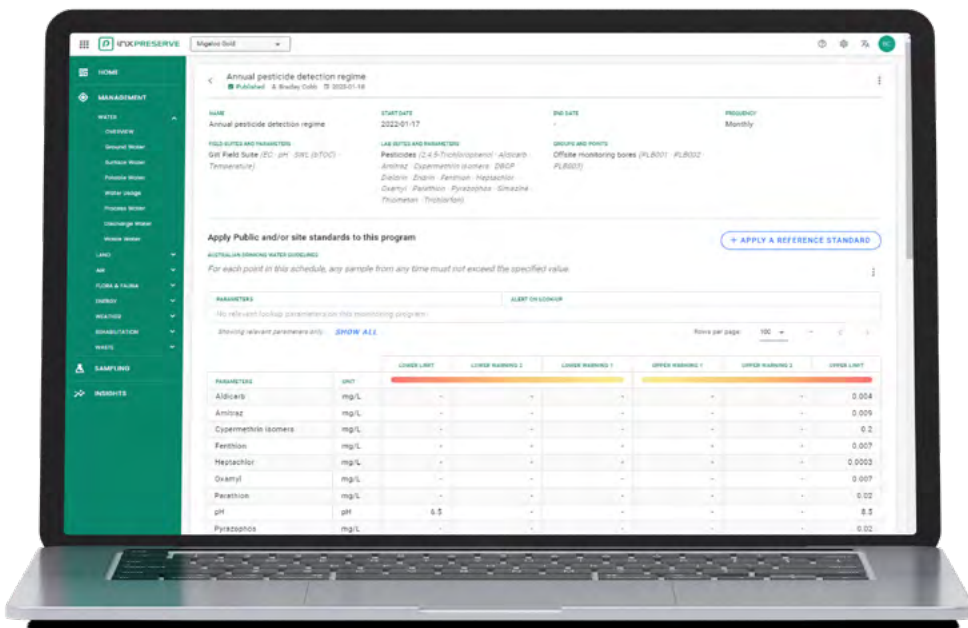 INXPRESERVE
Migaloo Gold
BC
HOME
MANAGEMENT
WATER
OVERVIEW
Ground Water
Surface Water
Potable Water
Water Usage
Process Water
Discharge Water
Waste Water
LAND
AIR
FLORA & FAUNA
ENERGY
WEATHER
REHABILITATION
WASTE
SAMPLING
INSIGHTS
Annual pesticide detection regime
Published Bradley Cobb 2023-01-18
NAME START DATE END DATE FREQUENCY
Annual pesticide detection regime 2022-01-17 - Monthly
FIELD SUITES AND PARAMETERS LAB SUITES AND PARAMETERS GROUPS AND POINTS
Girl Field Suite (EC · pH · SWL (bTOC) · Pesticides (2,4,5-Trichlorophenol · Aldicarb · Offsite monitoring bores (PLB001 · PLB002 ·
Temperature) Amitraz · Cypermethrin isomers · DBCP · PLB003)
Dieldrin · Endrin · Fenthion · Heptachlor ·
Oxamyl · Parathion · Pyrazophos · Simazine ·
Thiometon · Trichlorfon)
Apply Public and/or site standards to this program + APPLY A REFERENCE STANDARD
AUSTRALIAN DRINKING WATER GUIDELINES
For each point in this schedule, any sample from any time must not exceed the specified value.
PARAMETERS ALERT ON LOOKUP
No relevant lookup parameters on this monitoring program
Showing relevant parameters only. SHOW ALL Rows per page: 100
LOWER LIMIT LOWER WARNING 2 LOWER WARNING 1 UPPER WARNING 1 UPPER WARNING 2 UPPER LIMIT
PARAMETERS UNIT
Aldicarb mg/L - - - - - 0.004
Amitraz mg/L - - - - - 0.009
Cypermethrin isomers mg/L - - - - - 0.2
Fenthion mg/L - - - - - 0.007
Heptachlor mg/L - - - - - 0.0003
Oxamyl mg/L - - - - - 0.007
Parathion mg/L - - - - - 0.02
pH pH 6.5 - - - - 8.5
Pyrazophos mg/L - - - - - 0.02